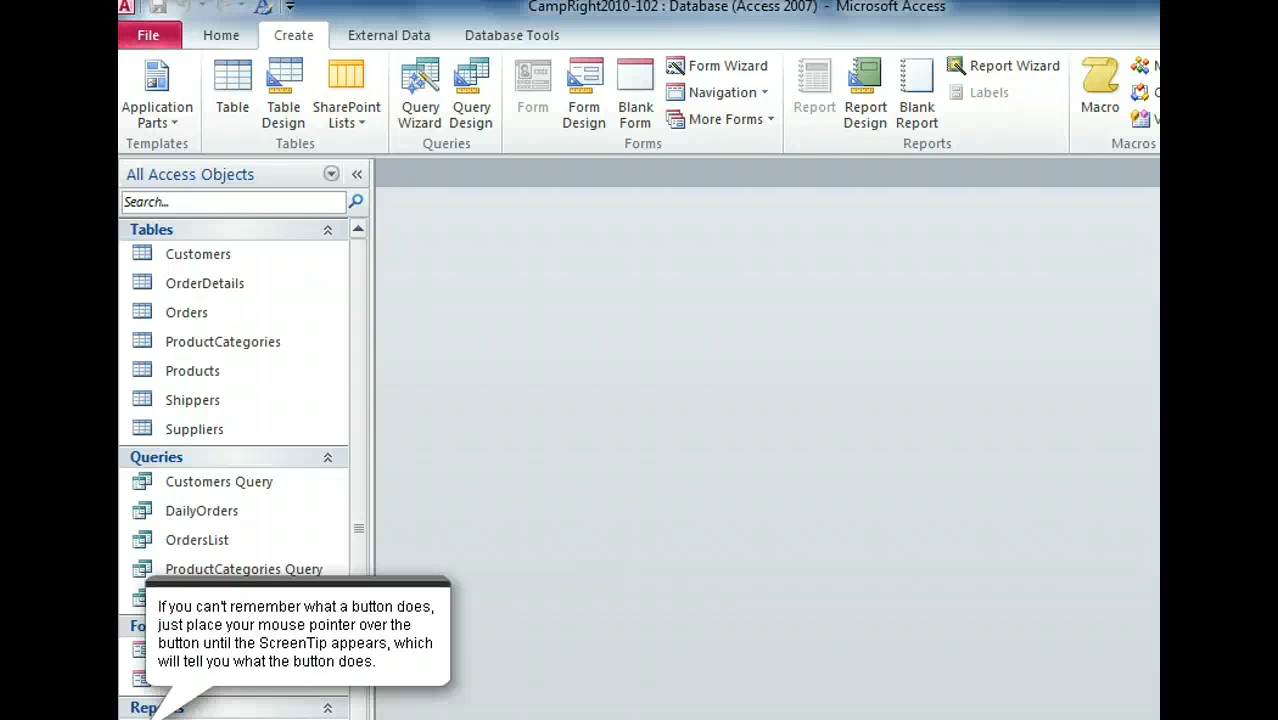 CampRight2010-102 : Database (Access 2007) - Microsoft Access
File Home Create External Data Database Tools
Application Parts
Table
Table Design
SharePoint Lists
Query Wizard
Query Design
Form
Form Design
Blank Form
Form Wizard
Navigation
More Forms
Report
Report Design
Blank Report
Report Wizard
Labels
Macro
Templates Tables Queries Forms Reports Macros
All Access Objects
Search...
Tables
Customers
OrderDetails
Orders
ProductCategories
Products
Shippers
Suppliers
Queries
Customers Query
DailyOrders
OrdersList
ProductCategories Query
If you can't remember what a button does,
just place your mouse pointer over the
button until the ScreenTip appears, which
will tell you what the button does.